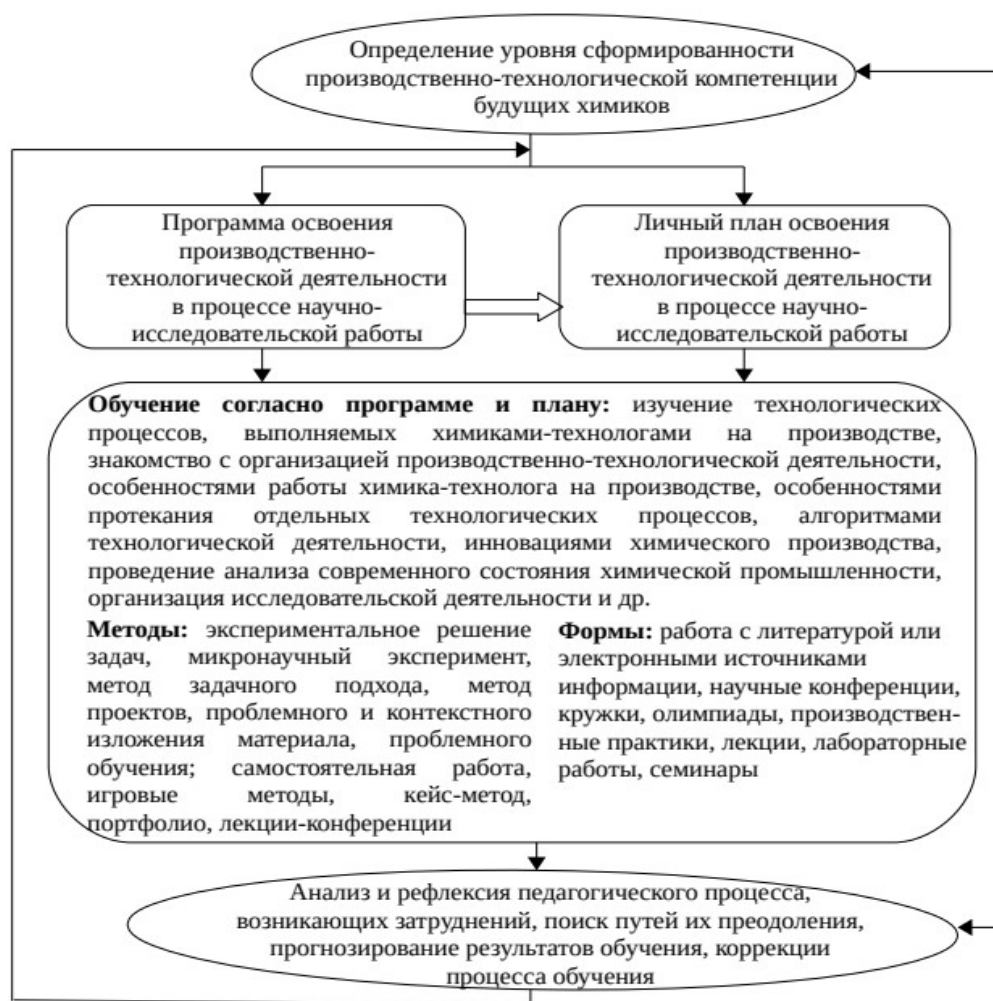 Определение уровня сформированности
производственно-технологической компетенции
будущих химиков
Программа освоения
производственно-
технологической деятельности
в процессе научно-
исследовательской работы
Личный план освоения
производственно-
технологической деятельности
в процессе научно-
исследовательской работы
Обучение согласно программе и плану: изучение технологических
процессов, выполняемых химиками-технологами на производстве,
знакомство с организацией производственно-технологической деятельности,
особенностями работы химика-технолога на производстве, особенностями
протекания отдельных технологических процессов, алгоритмами
технологической деятельности, инновациями химического производства,
проведение анализа современного состояния химической промышленности,
организация исследовательской деятельности и др.
Методы: экспериментальное решение
задач, микронаучный эксперимент,
метод задачного подхода, метод
проектов, проблемного и контекстного
изложения материала, проблемного
обучения; самостоятельная работа,
игровые методы, кейс-метод,
портфолио, лекции-конференции
Формы: работа с литературой или
электронными источниками
информации, научные конференции,
кружки, олимпиады, производствен-
ные практики, лекции, лабораторные
работы, семинары
Анализ и рефлексия педагогического процесса,
возникающих затруднений, поиск путей их преодоления,
прогнозирование результатов обучения, коррекции
процесса обучения